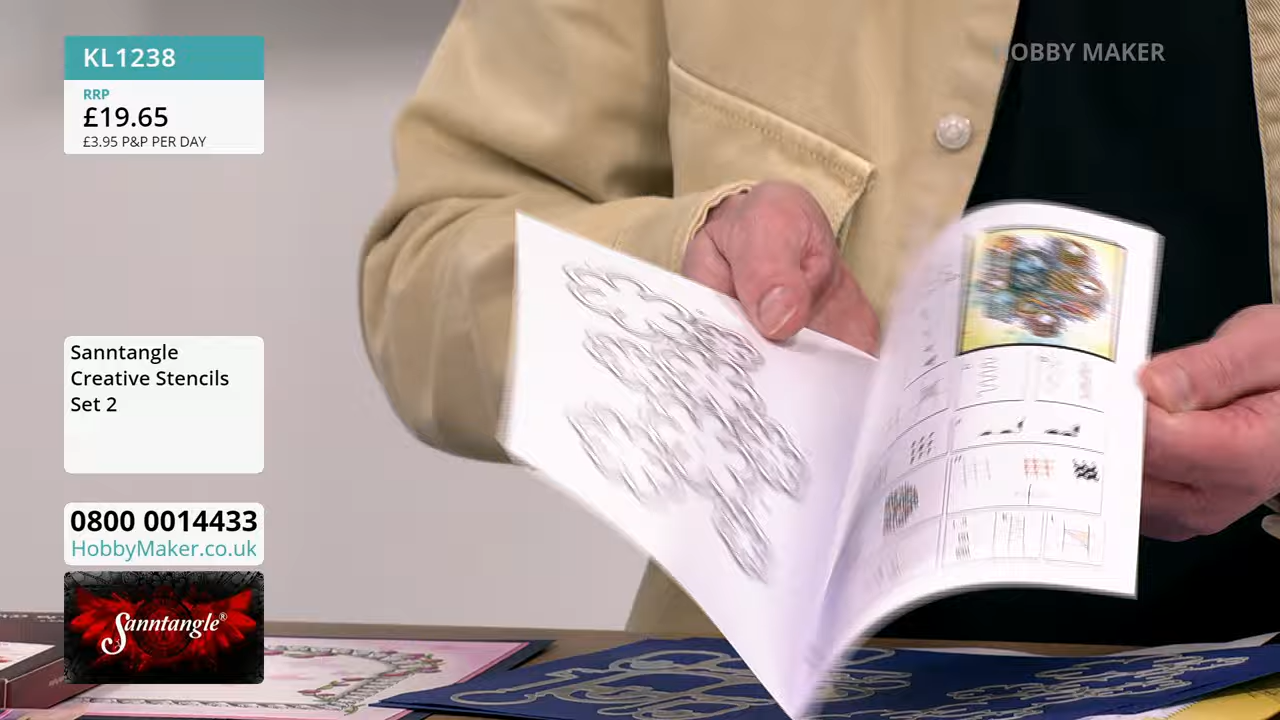 KL1238
RRP
£19.65
£3.95 P&P PER DAY
HOBBY MAKER
Sanntangle
Creative Stencils
Set 2
0800 0014433
HobbyMaker.co.uk
Sanntangle®